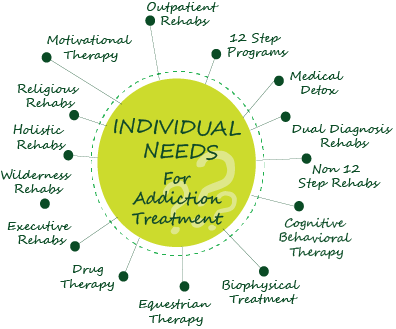 Outpatient
Rehabs
12 Step
Programs
Medical
Detox
Dual Diagnosis
Rehabs
Non 12
Step Rehabs
Cognitive
Behavioral
Therapy
Biophysical
Treatment
Equestrian
Therapy
Drug
Therapy
Executive
Rehabs
Wilderness
Rehabs
Holistic
Rehabs
Religious
Rehabs
Motivational
Therapy
INDIVIDUAL
NEEDS
For
Addiction
Treatment
???